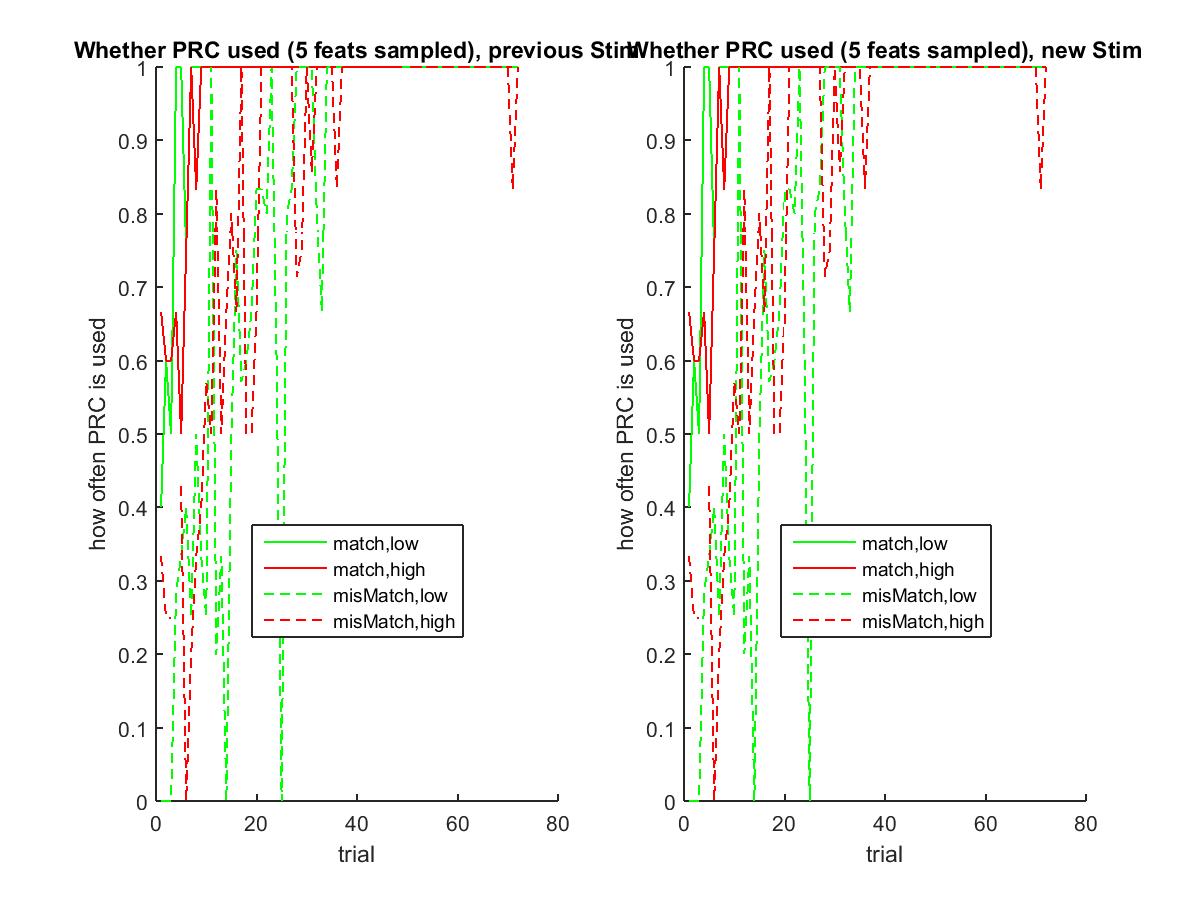 Whether PRC used (5 feats sampled), previous Stim
how often PRC is used
1
0.9
0.8
0.7
0.6
0.5
0.4
0.3
0.2
0.1
0
match,low
match,high
misMatch,low
misMatch,high
0 20 40 60 80
trial
Whether PRC used (5 feats sampled), new Stim
how often PRC is used
1
0.9
0.8
0.7
0.6
0.5
0.4
0.3
0.2
0.1
0
match,low
match,high
misMatch,low
misMatch,high
0 20 40 60 80
trial